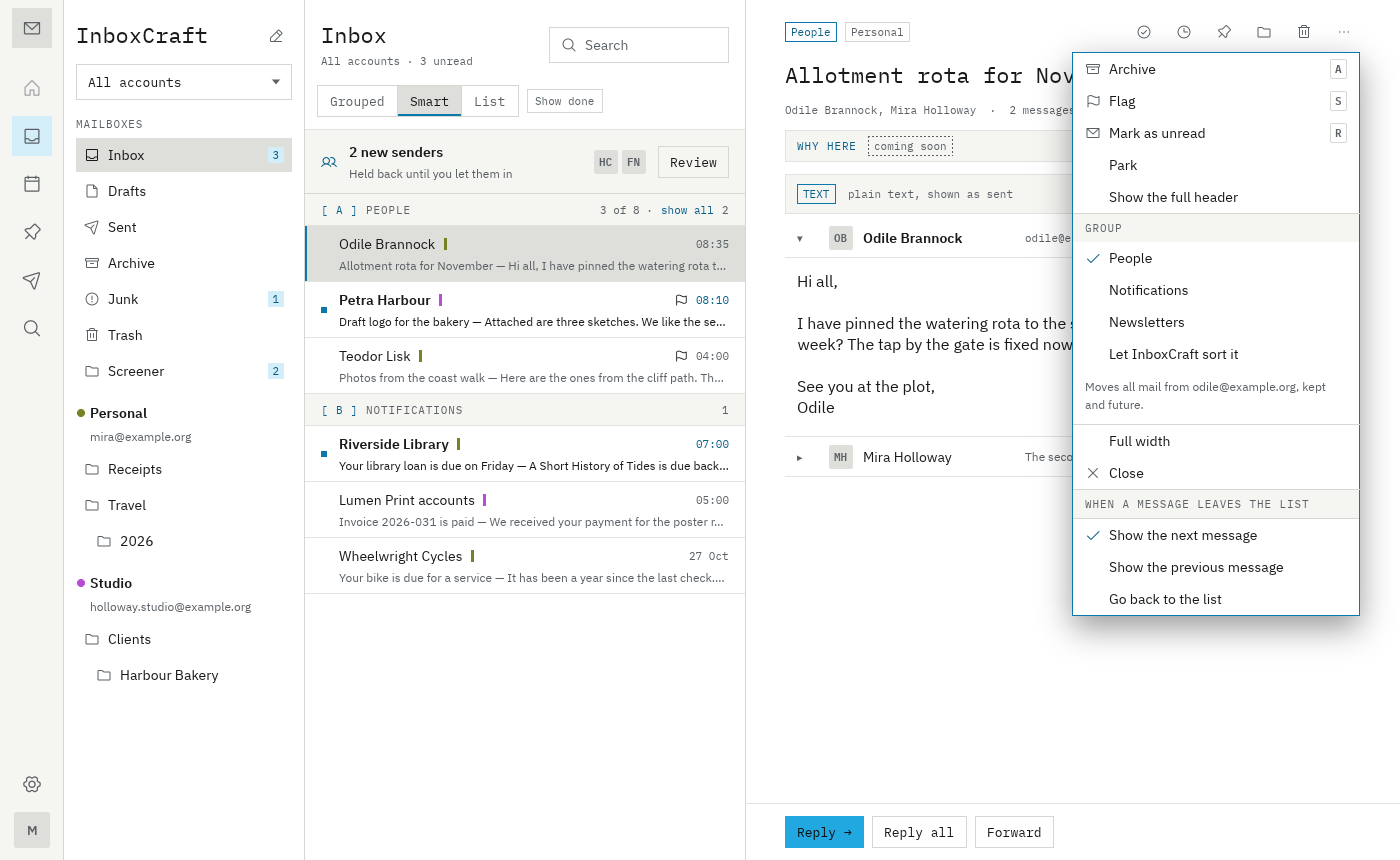 InboxCraft
All accounts
MAILBOXES
Inbox 3
Drafts
Sent
Archive
Junk 1
Trash
Screener 2
Personal
mira@example.org
Receipts
Travel
2026
Studio
holloway.studio@example.org
Clients
Harbour Bakery
M
Inbox
All accounts · 3 unread
Search
Grouped Smart List Show done
2 new senders
Held back until you let them in
HC FN Review
[ A ] PEOPLE 3 of 8 · show all 2
Odile Brannock 08:35
Allotment rota for November — Hi all, I have pinned the watering rota t…
Petra Harbour 08:10
Draft logo for the bakery — Attached are three sketches. We like the se…
Teodor Lisk 04:00
Photos from the coast walk — Here are the ones from the cliff path. Th…
[ B ] NOTIFICATIONS 1
Riverside Library 07:00
Your library loan is due on Friday — A Short History of Tides is due back…
Lumen Print accounts 05:00
Invoice 2026-031 is paid — We received your payment for the poster r…
Wheelwright Cycles 27 Oct
Your bike is due for a service — It has been a year since the last check.…
People Personal
Allotment rota for Nov
Odile Brannock, Mira Holloway · 2 messages
WHY HERE coming soon
TEXT plain text, shown as sent
OB Odile Brannock odile@e
Hi all,
I have pinned the watering rota to the
week? The tap by the gate is fixed now
See you at the plot,
Odile
MH Mira Holloway The seco
Reply → Reply all Forward
Archive A
Flag S
Mark as unread R
Park
Show the full header
GROUP
People
Notifications
Newsletters
Let InboxCraft sort it
Moves all mail from odile@example.org, kept
and future.
Full width
Close
WHEN A MESSAGE LEAVES THE LIST
Show the next message
Show the previous message
Go back to the list